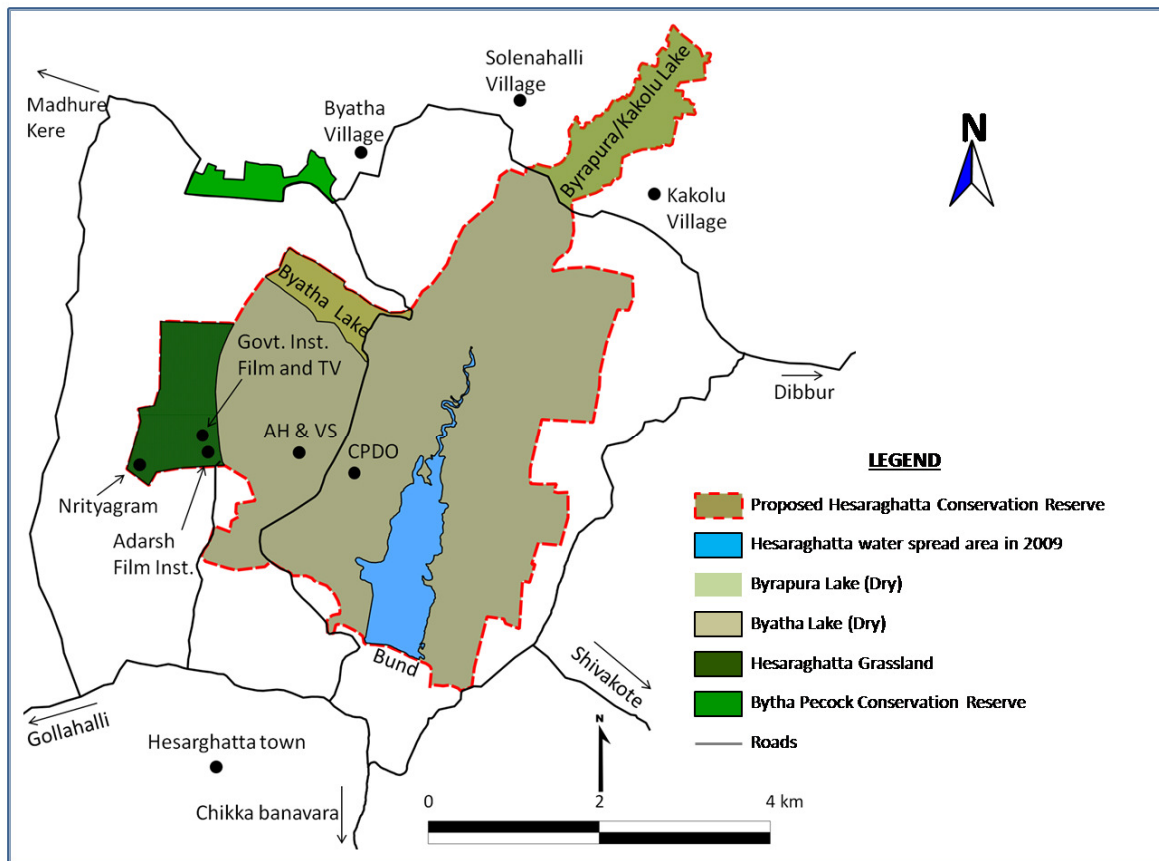 Solenahalli
Village
Byrapura/Kakolu Lake
Madhure
Kere
Byatha
Village
N
Kakolu
Village
Byatha Lake
Govt. Inst.
Film and TV
Dibbur
AH & VS
CPDO
Nrityagram
Adarsh
Film Inst.
LEGEND
Proposed Hesaraghatta Conservation Reserve
Hesaraghatta water spread area in 2009
Byrapura Lake (Dry)
Byatha Lake (Dry)
Hesaraghatta Grassland
Bytha Pecock Conservation Reserve
Roads
Bund
Shivakote
Gollahalli
Hesarghatta town
Chikka banavara
N
0 2 4 km